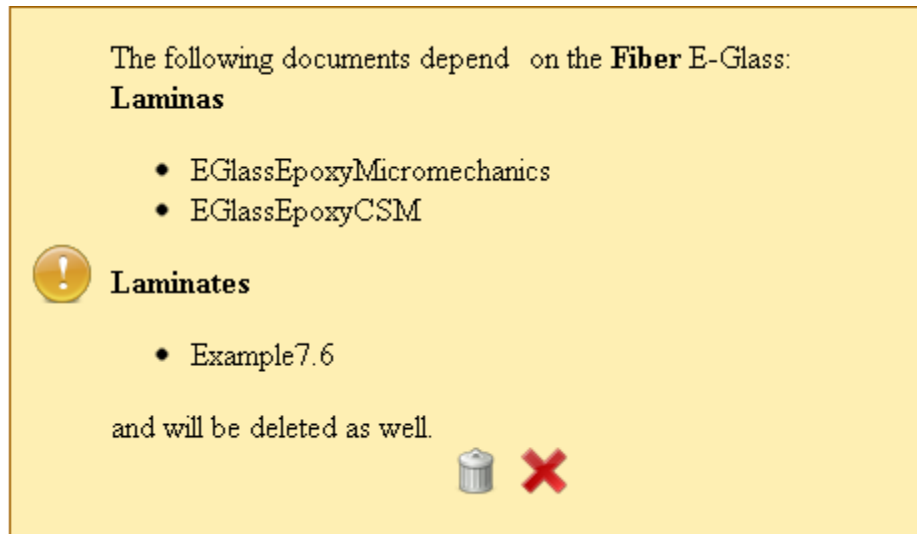 The following documents depend on the Fiber E-Glass:
Laminas
• EGlassEpoxyMicromechanics
• EGlassEpoxyCSM
Laminates
• Example7.6
and will be deleted as well.